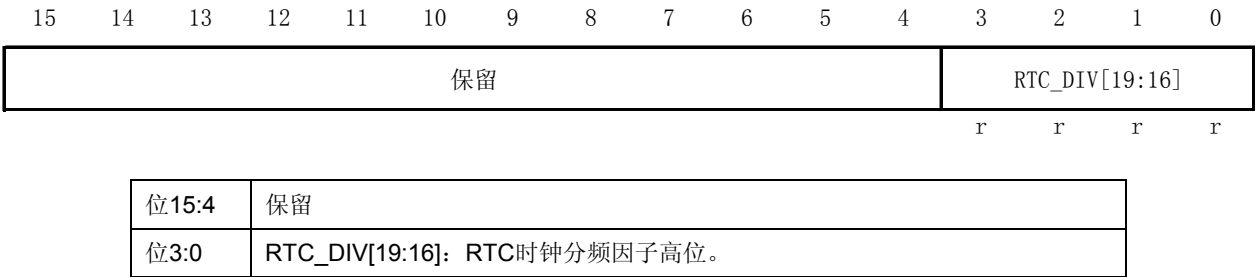 15 14 13 12 11 10 9 8 7 6 5 4 3 2 1 0
保留 RTC_DIV[19:16]
r r r r
位15:4 保留
位3:0 RTC_DIV[19:16]：RTC时钟分频因子高位。